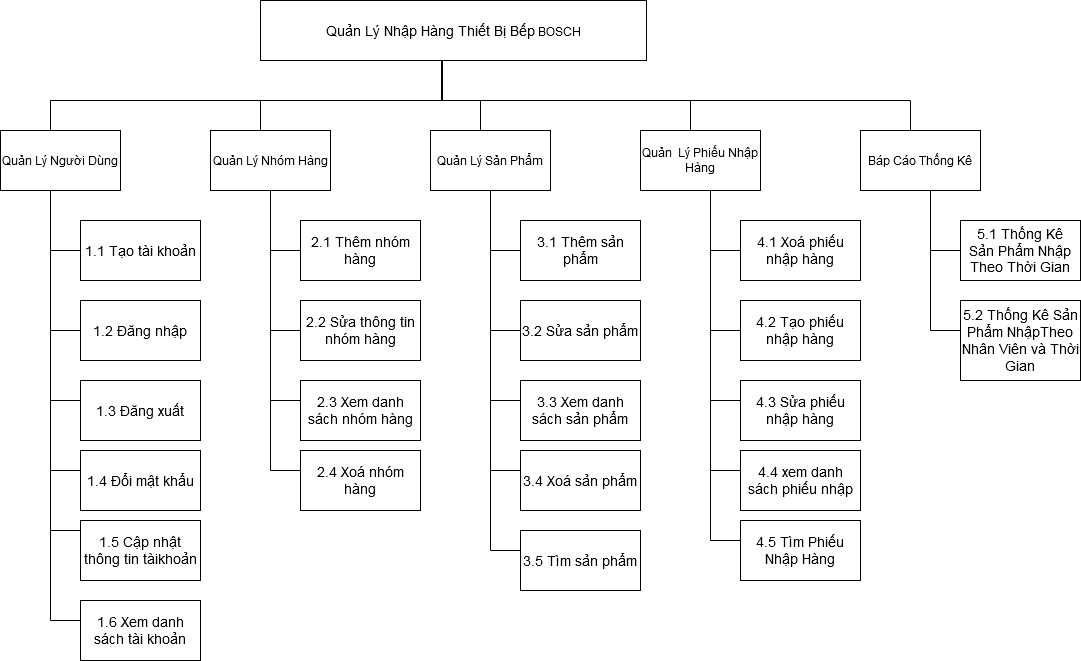 Quản Lý Nhập Hàng Thiết Bị Bếp BOSCH
Quản Lý Người Dùng
Quản Lý Nhóm Hàng
Quản Lý Sản Phẩm
Quản Lý Phiếu Nhập
Hàng
Báp Cáo Thống Kê
1.1 Tạo tài khoản
1.2 Đăng nhập
1.3 Đăng xuất
1.4 Đổi mật khẩu
1.5 Cập nhật
thông tin tàikhoản
1.6 Xem danh
sách tài khoản
2.1 Thêm nhóm
hàng
2.2 Sửa thông tin
nhóm hàng
2.3 Xem danh
sách nhóm hàng
2.4 Xoá nhóm
hàng
3.1 Thêm sản
phẩm
3.2 Sửa sản phẩm
3.3 Xem danh
sách sản phẩm
3.4 Xoá sản phẩm
3.5 Tìm sản phẩm
4.1 Xoá phiếu
nhập hàng
4.2 Tạo phiếu
nhập hàng
4.3 Sửa phiếu
nhập hàng
4.4 xem danh
sách phiếu nhập
4.5 Tìm Phiếu
Nhập Hàng
5.1 Thống Kê
Sản Phẩm Nhập
Theo Thời Gian
5.2 Thống Kê Sản
Phẩm NhậpTheo
Nhân Viên và Thời
Gian